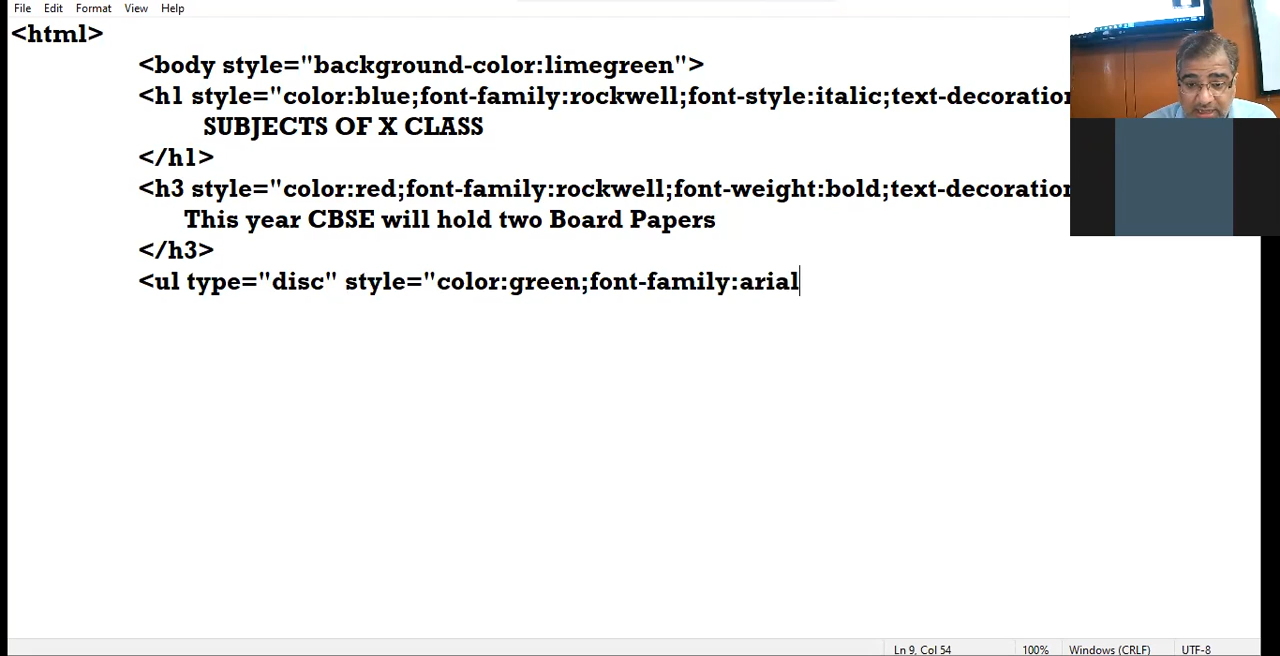 File Edit Format View Help
<html>
<body style="background-color:limegreen">
<h1 style="color:blue;font-family:rockwell;font-style:italic;text-decoration
SUBJECTS OF X CLASS
</h1>
<h3 style="color:red;font-family:rockwell;font-weight:bold;text-decoration
This year CBSE will hold two Board Papers
</h3>
<ul type="disc" style="color:green;font-family:arial
Ln 9, Col 54 100% Windows (CRLF) UTF-8